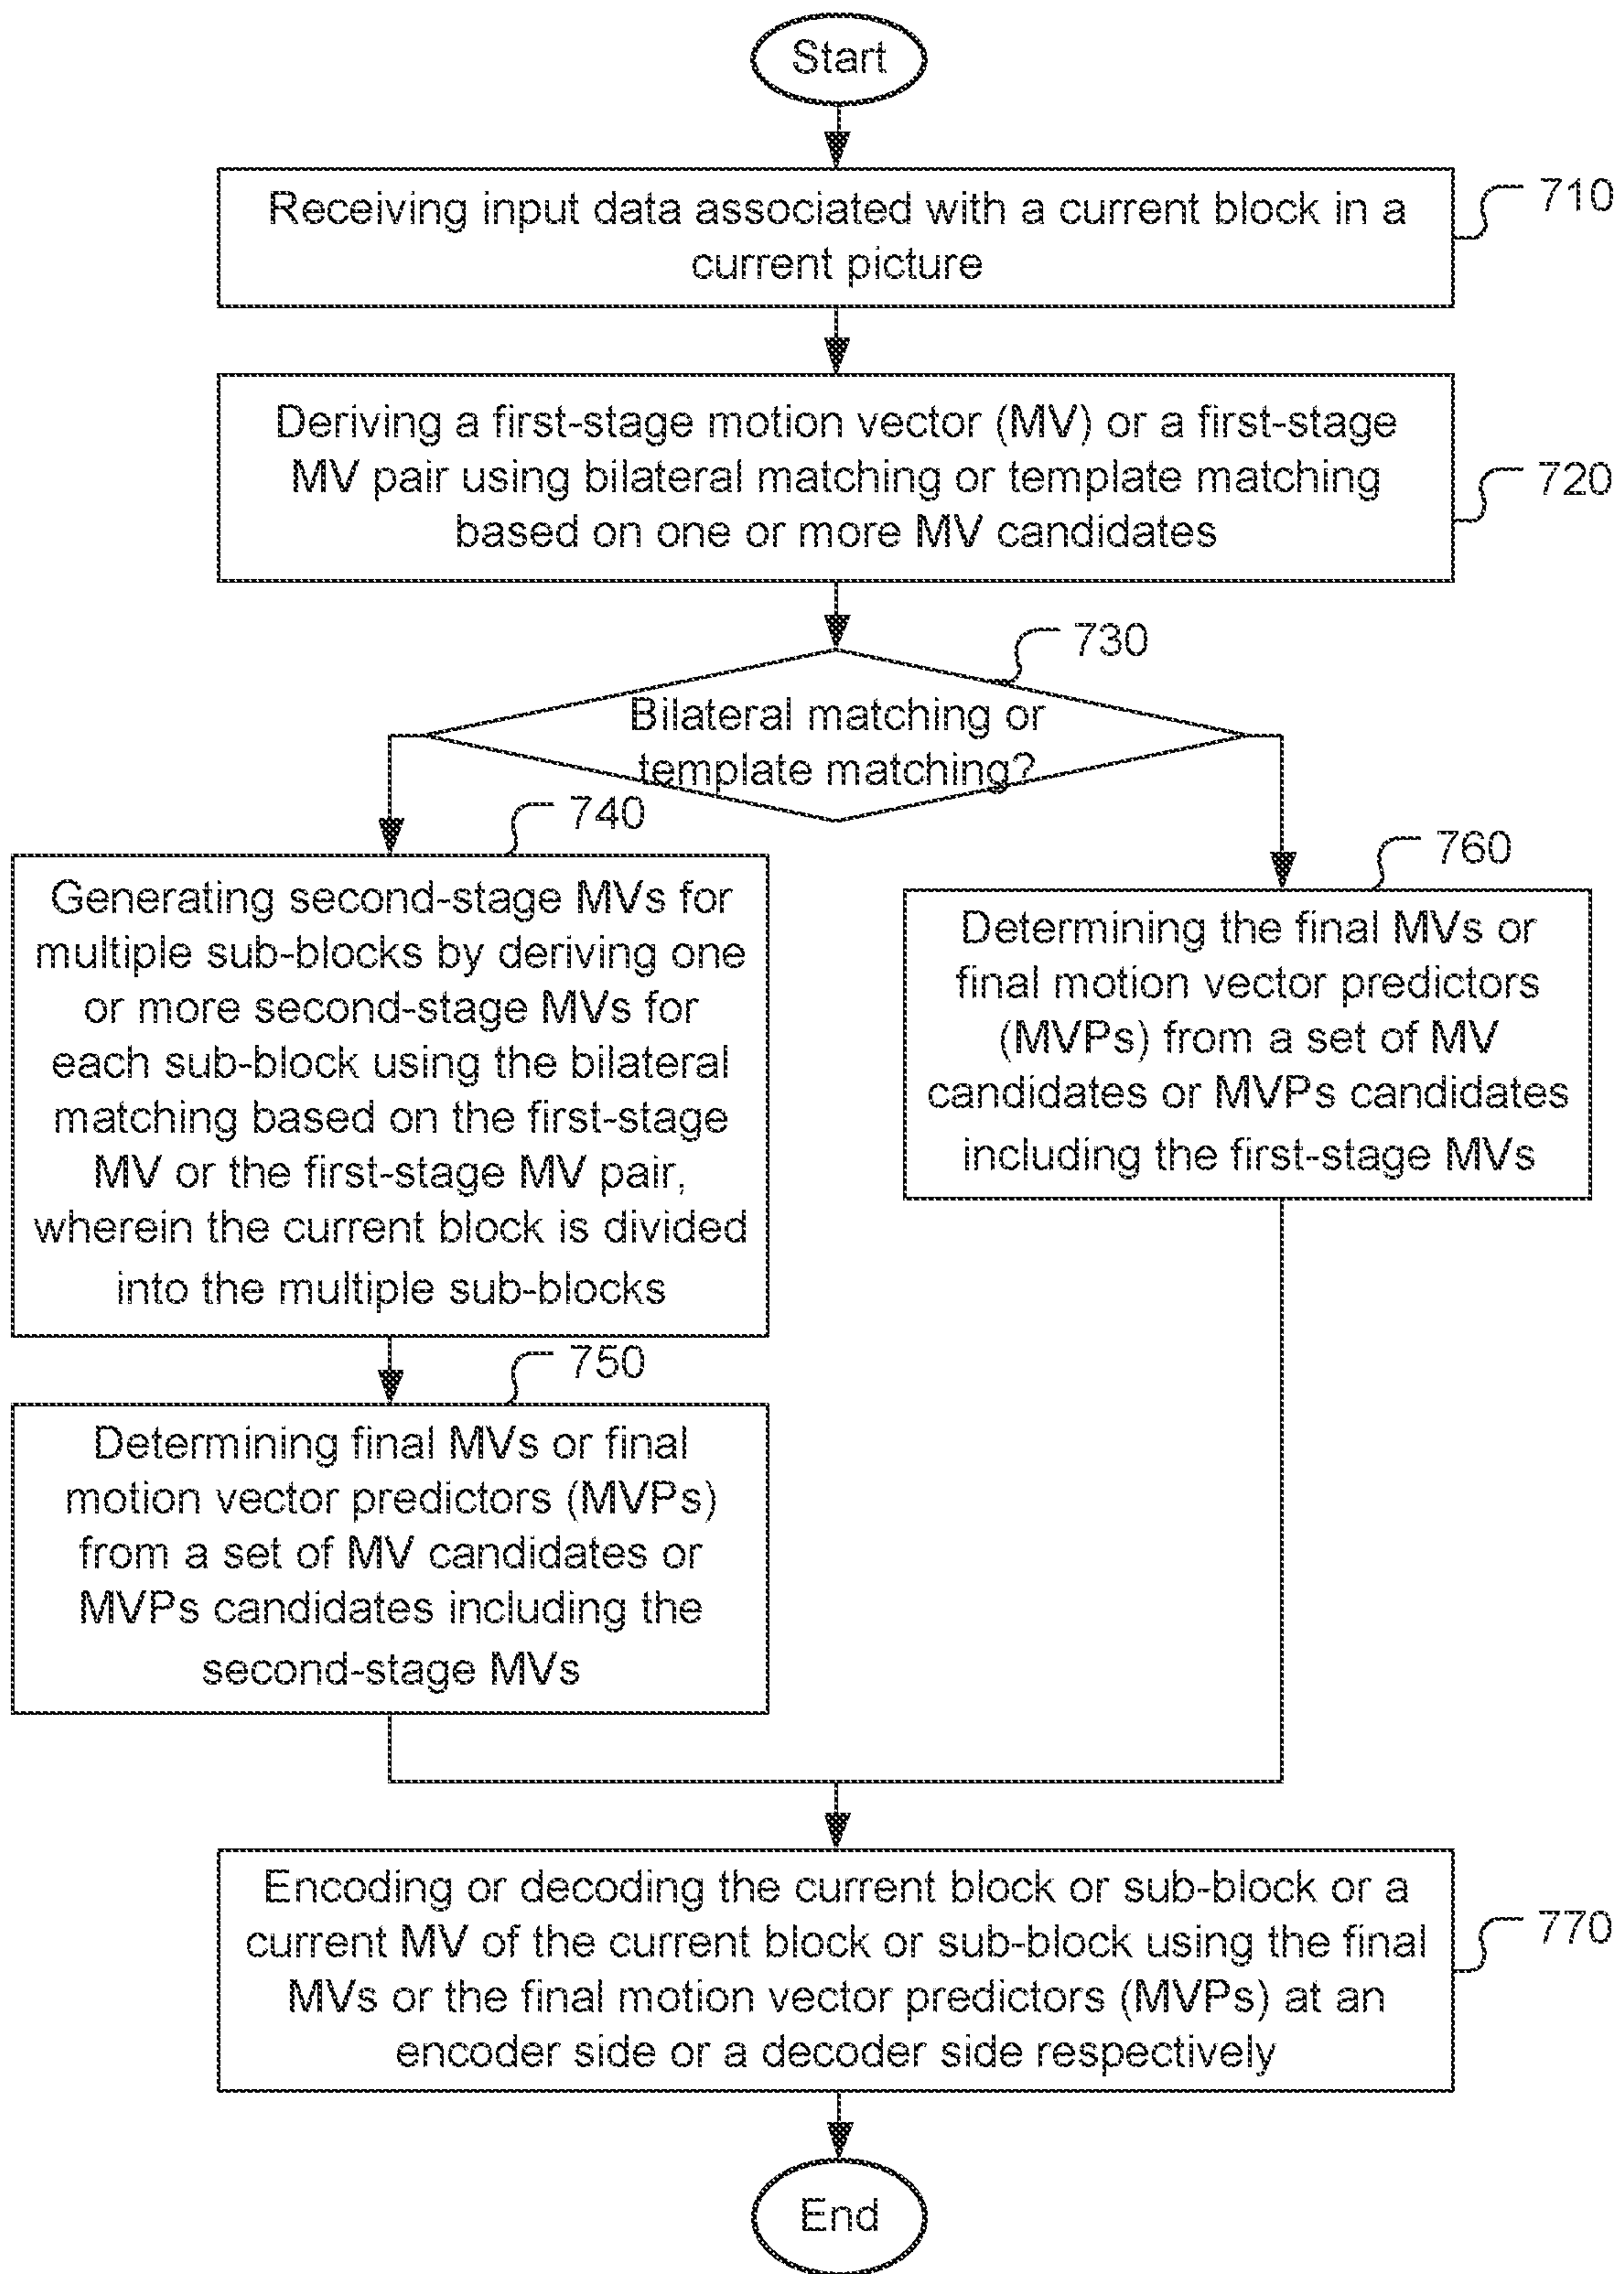 Start
Receiving input data associated with a current block in a
current picture
710
Deriving a first-stage motion vector (MV) or a first-stage
MV pair using bilateral matching or template matching
based on one or more MV candidates
720
730
Bilateral matching or
template matching?
740
Generating second-stage MVs for
multiple sub-blocks by deriving one
or more second-stage MVs for
each sub-block using the bilateral
matching based on the first-stage
MV or the first-stage MV pair,
wherein the current block is divided
into the multiple sub-blocks
760
Determining the final MVs or
final motion vector predictors
(MVPs) from a set of MV
candidates or MVPs candidates
including the first-stage MVs
750
Determining final MVs or final
motion vector predictors (MVPs)
from a set of MV candidates or
MVPs candidates including the
second-stage MVs
Encoding or decoding the current block or sub-block or a
current MV of the current block or sub-block using the final
MVs or the final motion vector predictors (MVPs) at an
encoder side or a decoder side respectively
770
End